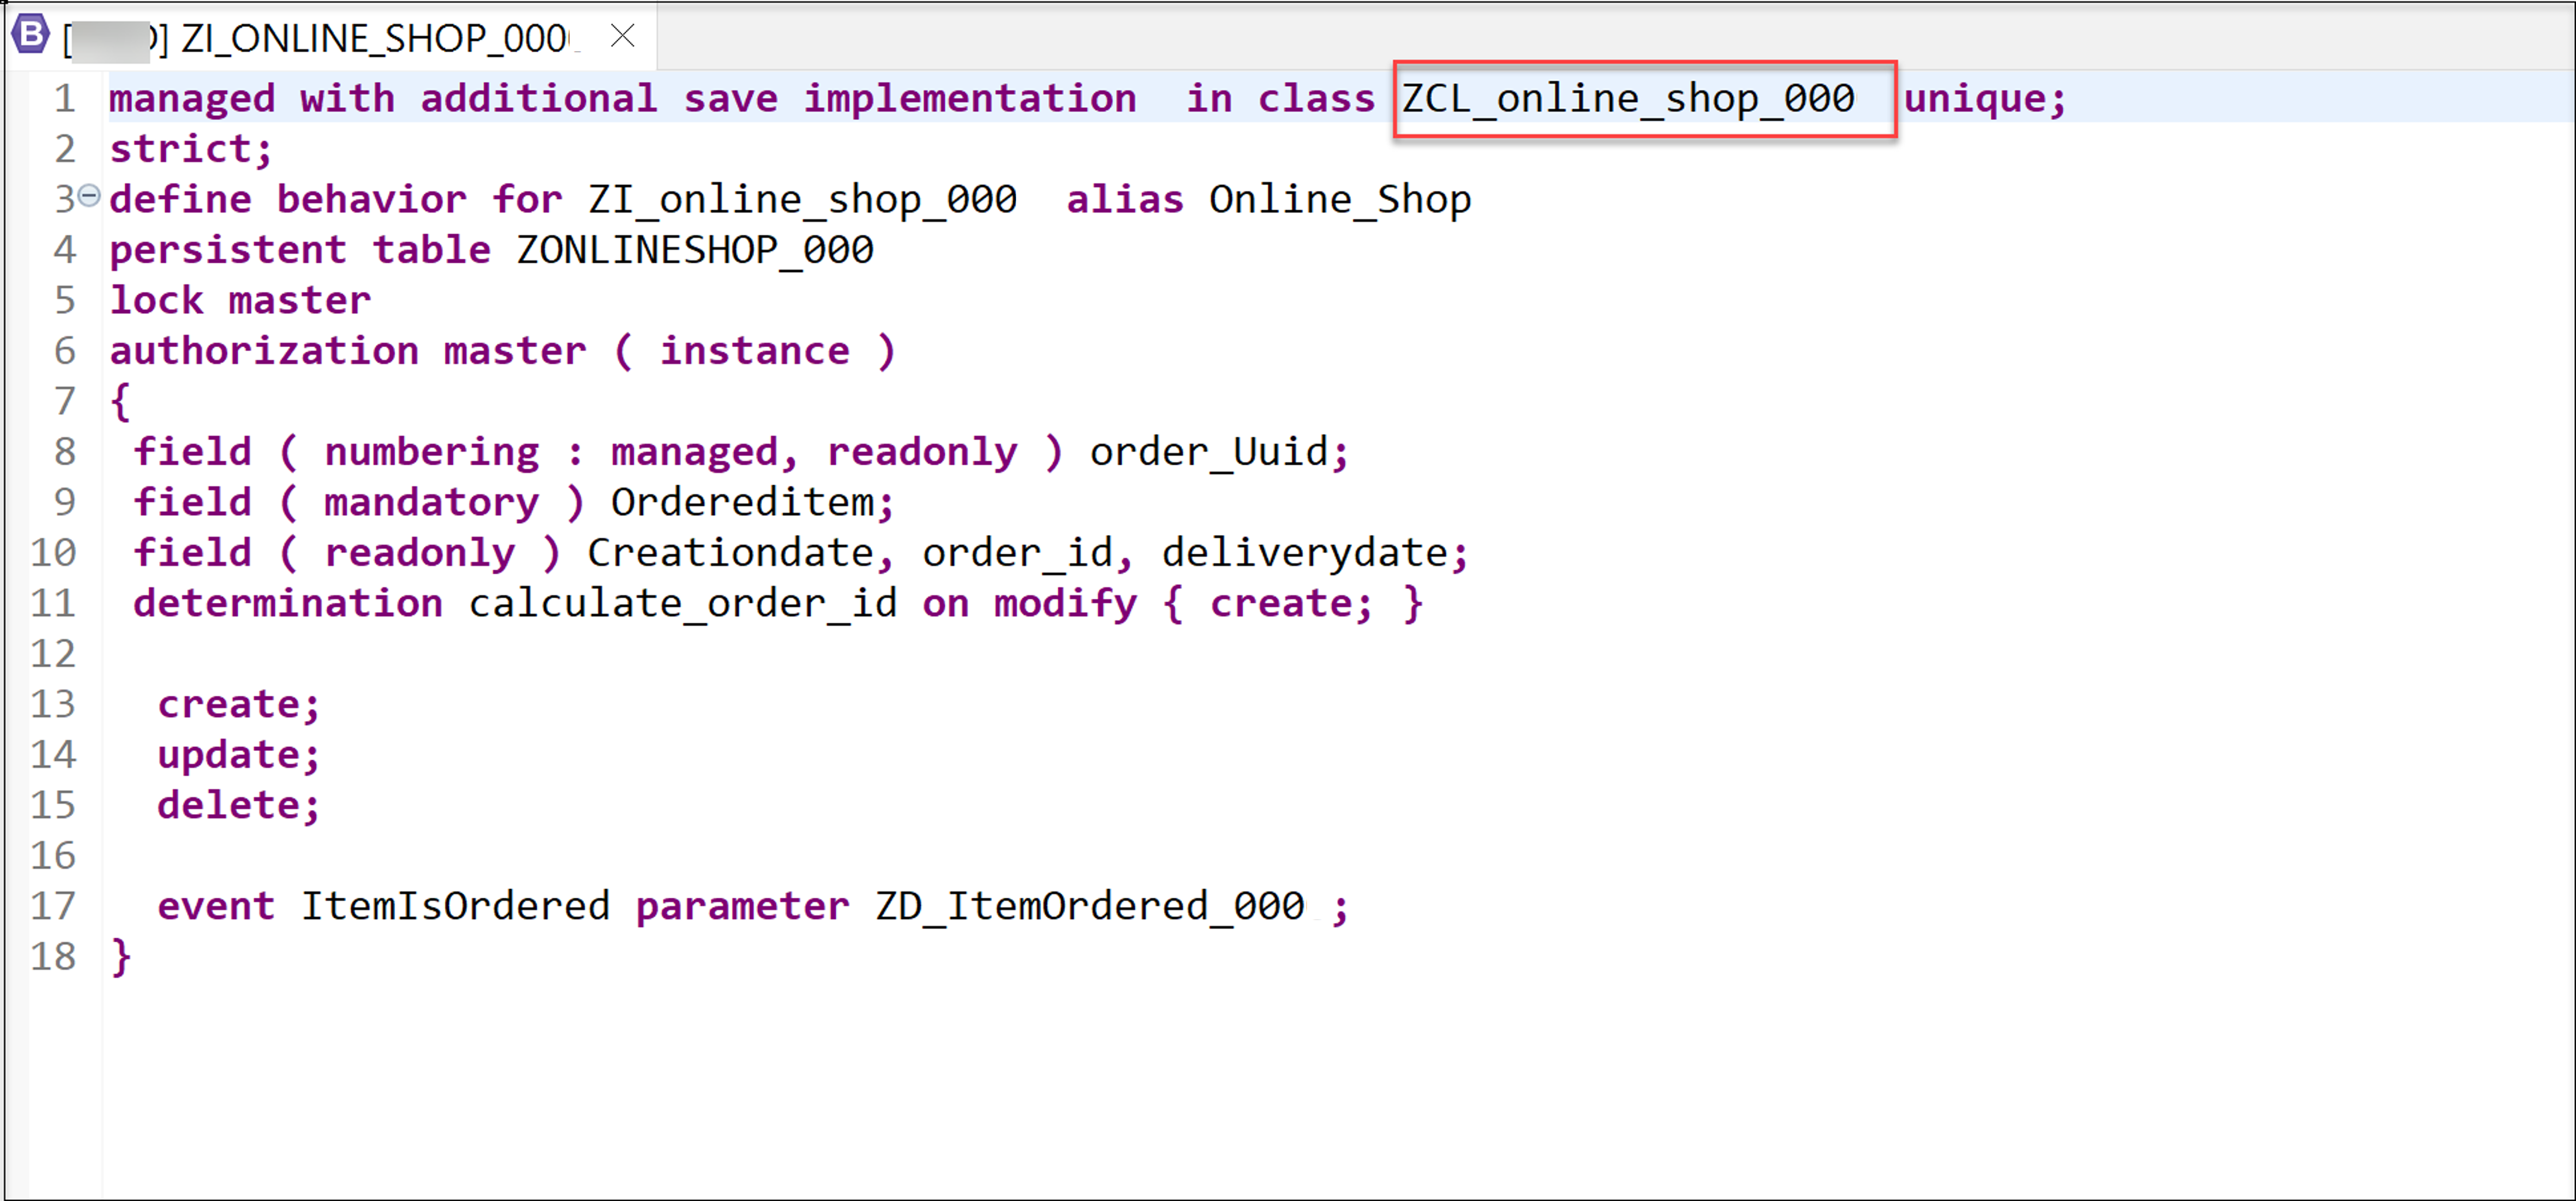 B [ ] ZI_ONLINE_SHOP_000
1 managed with additional save implementation  in class ZCL_online_shop_000 unique;
2 strict;
3 define behavior for ZI_online_shop_000  alias Online_Shop
4 persistent table ZONLINESHOP_000
5 lock master
6 authorization master ( instance )
7 {
8  field ( numbering : managed, readonly ) order_Uuid;
9  field ( mandatory ) Ordereditem;
10  field ( readonly ) Creationdate, order_id, deliverydate;
11  determination calculate_order_id on modify { create; }
12
13   create;
14   update;
15   delete;
16
17   event ItemIsOrdered parameter ZD_ItemOrdered_000 ;
18 }